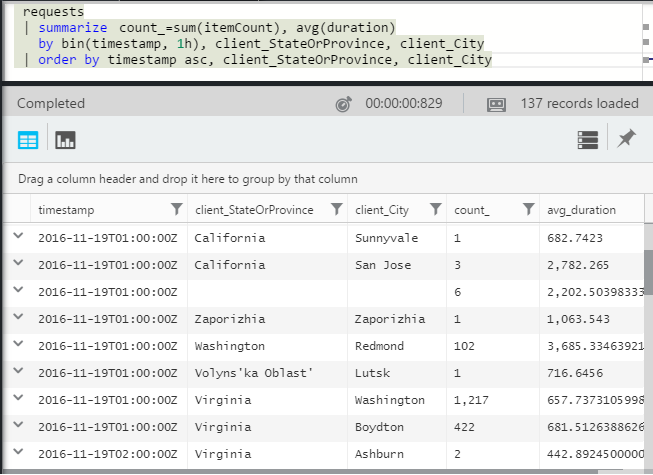 requests
| summarize count_=sum(itemCount), avg(duration)
by bin(timestamp, 1h), client_StateOrProvince, client_City
| order by timestamp asc, client_StateOrProvince, client_City
Completed 00:00:00:829 137 records loaded
Drag a column header and drop it here to group by that column
timestamp client_StateOrProvince client_City count_ avg_duration
2016-11-19T01:00:00Z California Sunnyvale 1 682.7423
2016-11-19T01:00:00Z California San Jose 3 2,782.265
2016-11-19T01:00:00Z 6 2,202.50398333
2016-11-19T01:00:00Z Zaporizhia Zaporizhia 1 1,063.543
2016-11-19T01:00:00Z Washington Redmond 102 3,685.33463921
2016-11-19T01:00:00Z Volyns'ka Oblast' Lutsk 1 716.6456
2016-11-19T01:00:00Z Virginia Washington 1,217 657.7373105998
2016-11-19T01:00:00Z Virginia Boydton 422 681.5126388626
2016-11-19T02:00:00Z Virginia Ashburn 2 442.8924500000